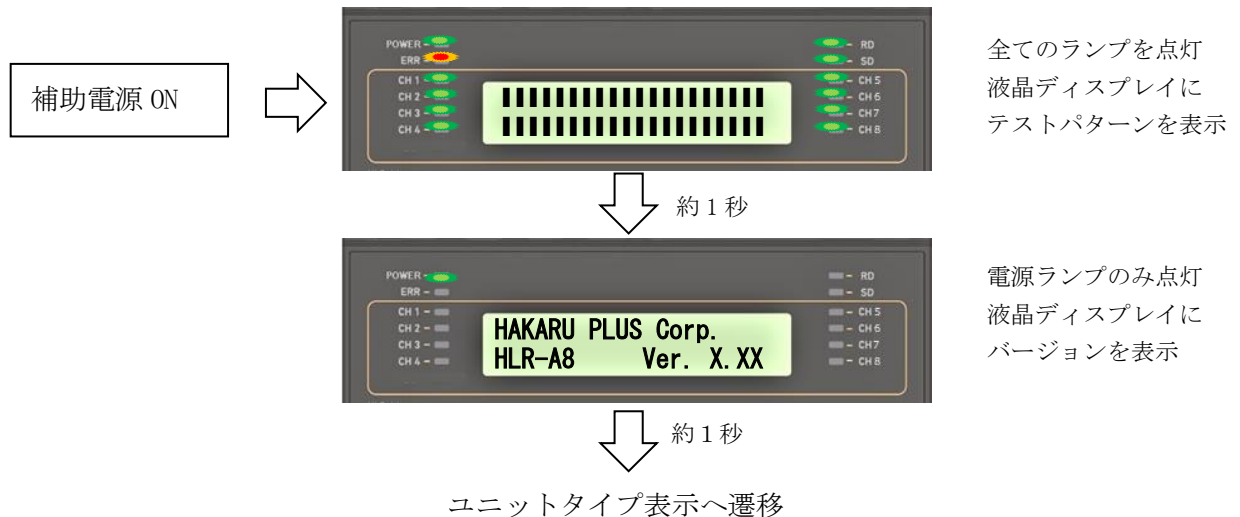 補助電源 ON
POWER
ERR
CH 1
CH 2
CH 3
CH 4
RD
SD
CH 5
CH 6
CH 7
CH 8
全てのランプを点灯
液晶ディスプレイに
テストパターンを表示
約１秒
POWER
ERR
CH 1
CH 2
CH 3
CH 4
HAKARU PLUS Corp.
HLR-A8 Ver. X.XX
RD
SD
CH 5
CH 6
CH 7
CH 8
電源ランプのみ点灯
液晶ディスプレイに
バージョンを表示
約１秒
ユニットタイプ表示へ遷移